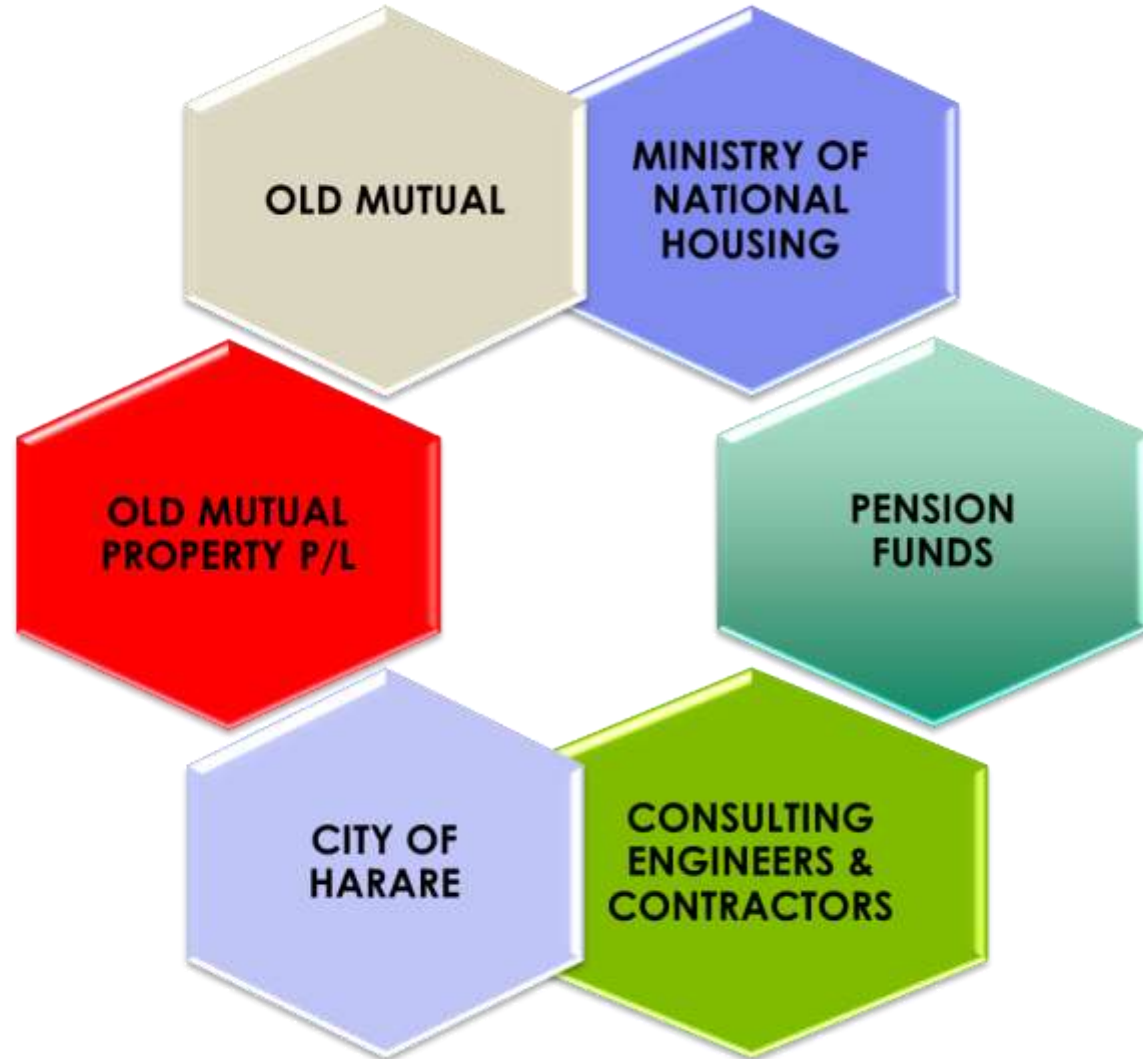 OLD MUTUAL
MINISTRY OF
NATIONAL
HOUSING
OLD MUTUAL
PROPERTY P/L
PENSION
FUNDS
CITY OF
HARARE
CONSULTING
ENGINEERS &
CONTRACTORS